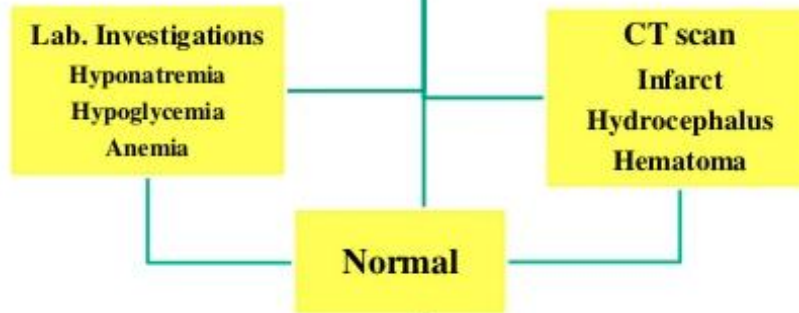 Lab. Investigations
Hyponatremia
Hypoglycemia
Anemia
CT scan
Infarct
Hydrocephalus
Hematoma
Normal